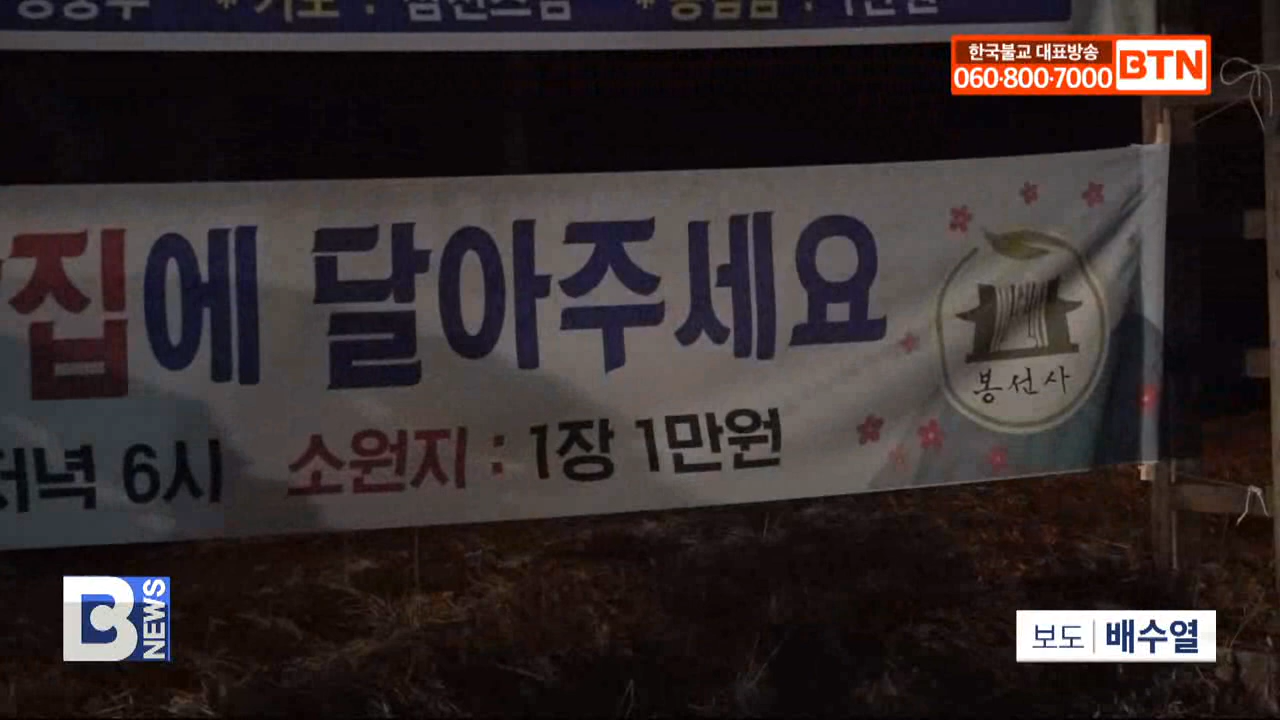 한국불교 대표방송
060·800·7000 BTN
집에 달아주세요
봉선사
저녁 6시 소원지 : 1장 1만원
B NEWS
보도 배수열